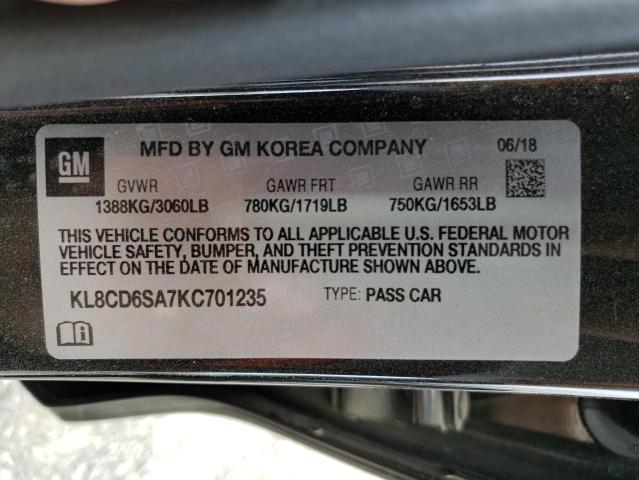 GM MFD BY GM KOREA COMPANY 06/18
GVWR GAWR FRT GAWR RR
1388KG/3060LB 780KG/1719LB 750KG/1653LB
THIS VEHICLE CONFORMS TO ALL APPLICABLE U.S. FEDERAL MOTOR
VEHICLE SAFETY, BUMPER, AND THEFT PREVENTION STANDARDS IN
EFFECT ON THE DATE OF MANUFACTURE SHOWN ABOVE.
KL8CD6SA7KC701235 TYPE: PASS CAR